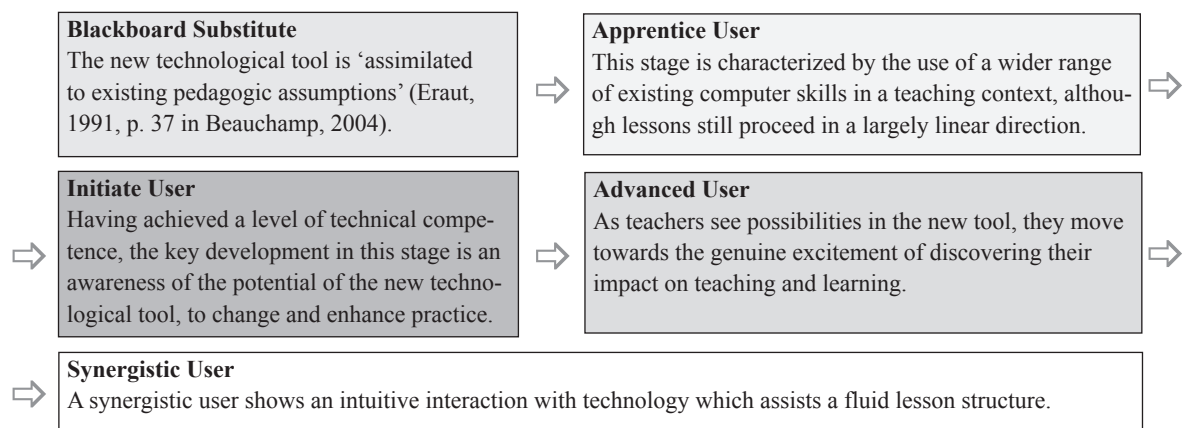 Blackboard Substitute
The new technological tool is ‘assimilated
to existing pedagogic assumptions’ (Eraut,
1991, p. 37 in Beauchamp, 2004).
Apprentice User
This stage is characterized by the use of a wider range
of existing computer skills in a teaching context, althou-
gh lessons still proceed in a largely linear direction.
Initiate User
Having achieved a level of technical compe-
tence, the key development in this stage is an
awareness of the potential of the new techno-
logical tool, to change and enhance practice.
Advanced User
As teachers see possibilities in the new tool, they move
towards the genuine excitement of discovering their
impact on teaching and learning.
Synergistic User
A synergistic user shows an intuitive interaction with technology which assists a fluid lesson structure.